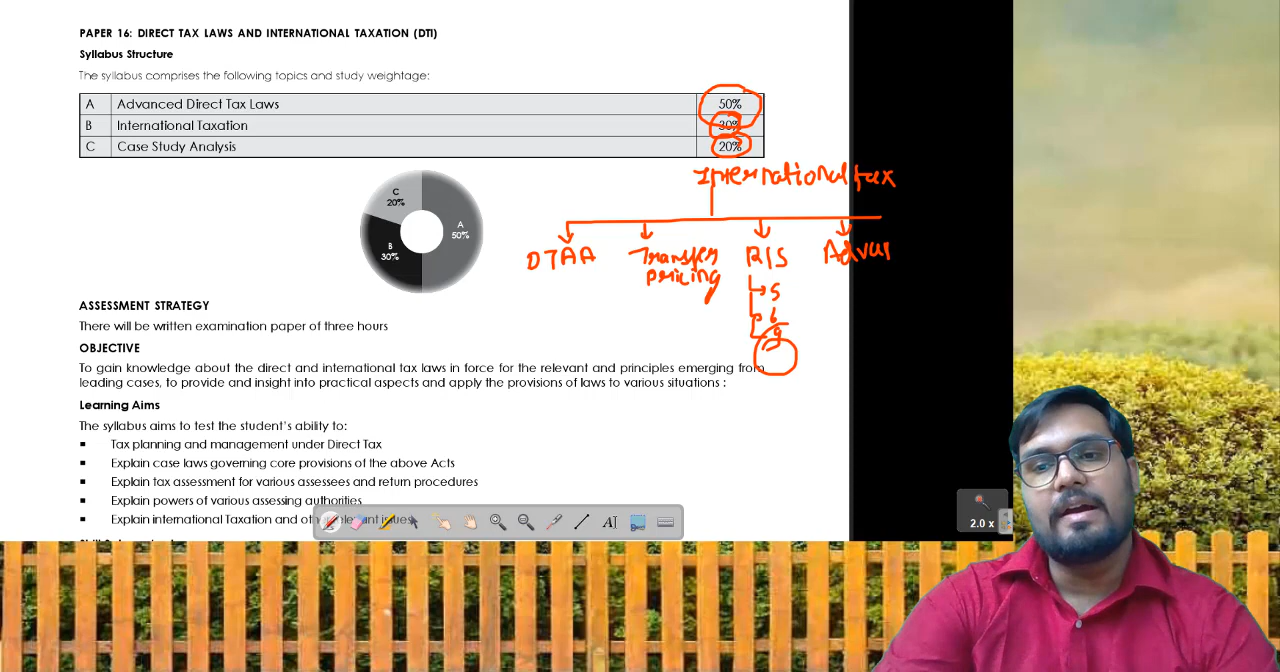 PAPER 16: DIRECT TAX LAWS AND INTERNATIONAL TAXATION (DTI)
Syllabus Structure
The syllabus comprises the following topics and study weightage:
A Advanced Direct Tax Laws 50%
B International Taxation 30%
C Case Study Analysis 20%
International tax
C
20%
A
50%
B
30%
DTAA Transfer pricing R/S
5
6
9
ASSESSMENT STRATEGY
There will be written examination paper of three hours
OBJECTIVE
To gain knowledge about the direct and international tax laws in force for the relevant and principles emerging from
leading cases, to provide and insight into practical aspects and apply the provisions of laws to various situations :
Learning Aims
The syllabus aims to test the student's ability to:
▪ Tax planning and management under Direct Tax
▪ Explain case laws governing core provisions of the above Acts
▪ Explain tax assessment for various assessees and return procedures
▪ Explain powers of various assessing authorities
▪ Explain international Taxation and issues
2.0 x